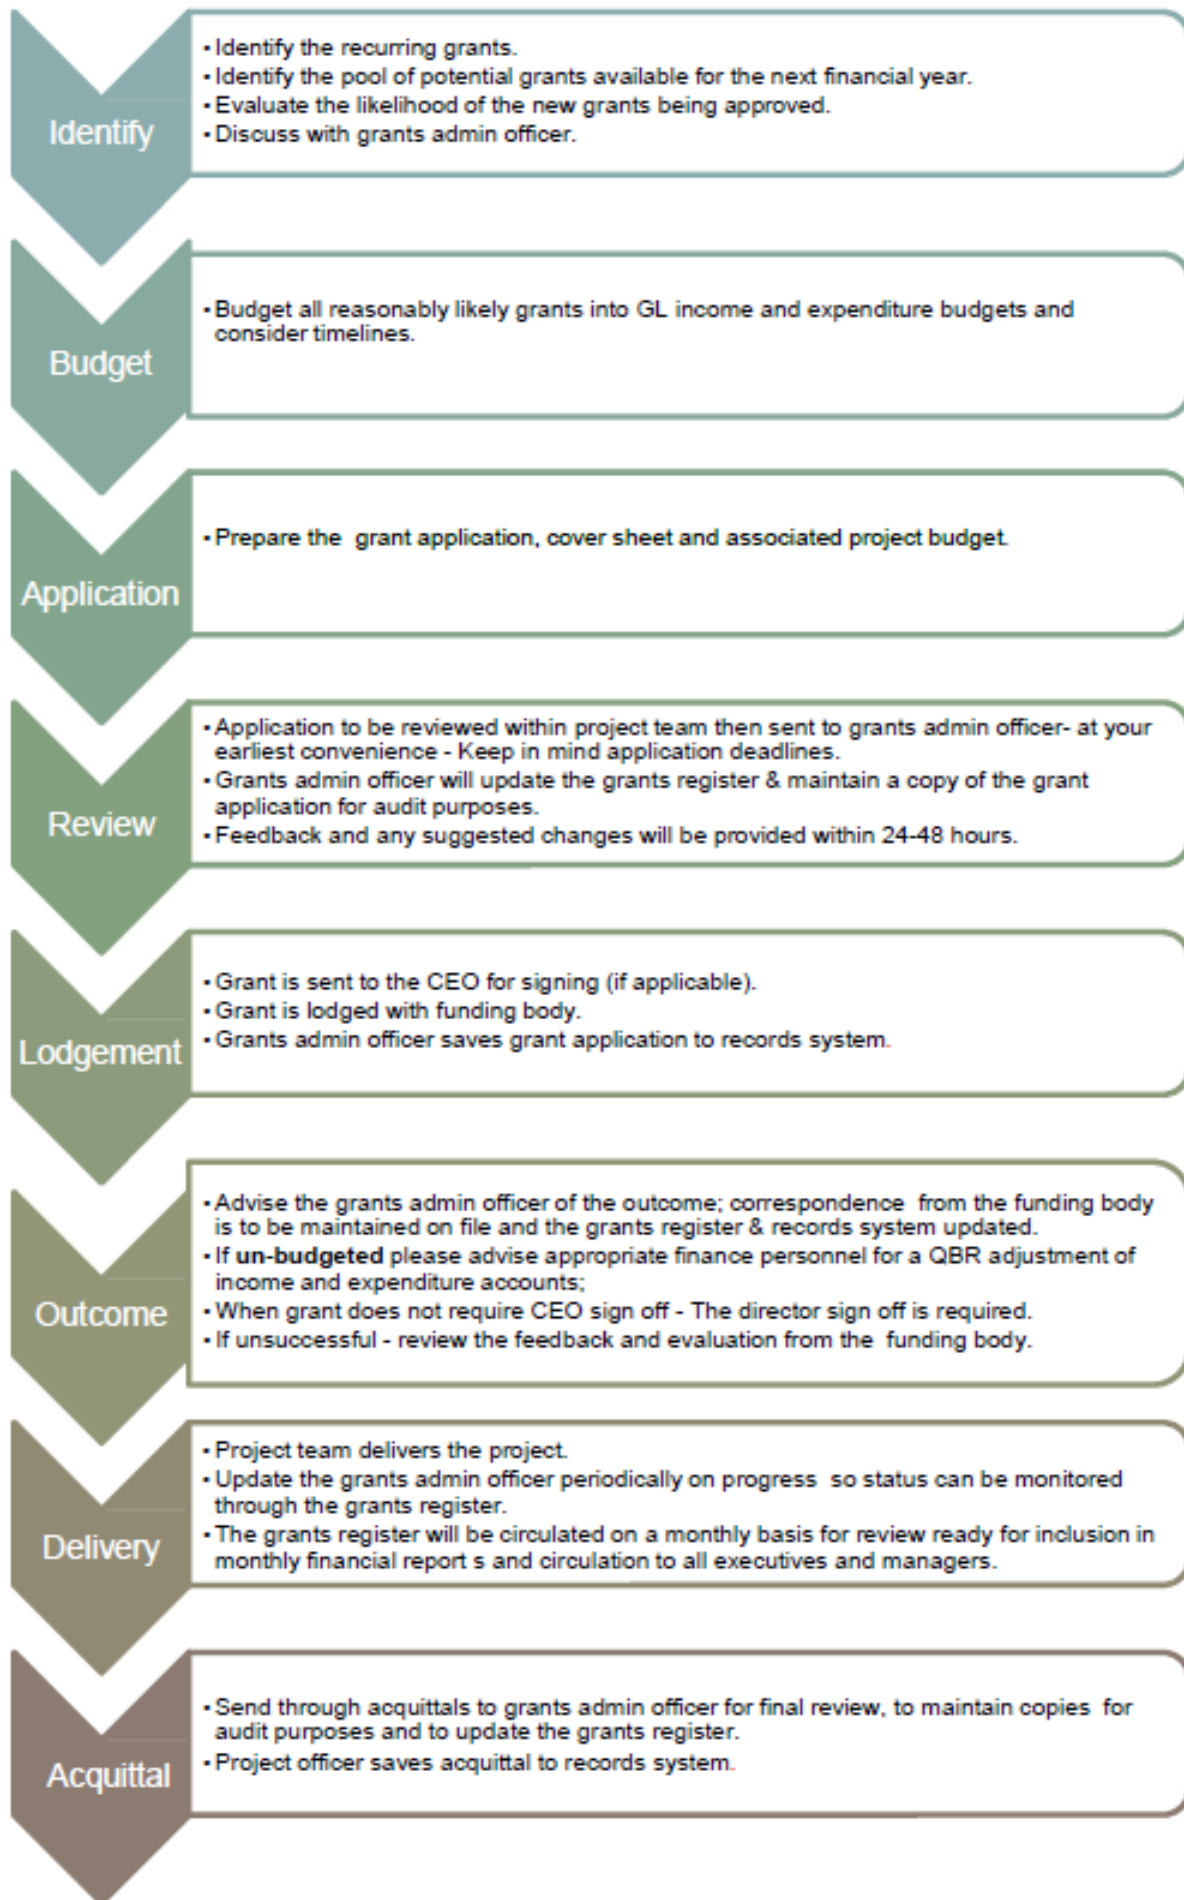 Identify
• Identify the recurring grants.
• Identify the pool of potential grants available for the next financial year.
• Evaluate the likelihood of the new grants being approved.
• Discuss with grants admin officer.
Budget
• Budget all reasonably likely grants into GL income and expenditure budgets and
consider timelines.
Application
• Prepare the grant application, cover sheet and associated project budget.
Review
• Application to be reviewed within project team then sent to grants admin officer- at your
earliest convenience - Keep in mind application deadlines.
• Grants admin officer will update the grants register & maintain a copy of the grant
application for audit purposes.
• Feedback and any suggested changes will be provided within 24-48 hours.
Lodgement
• Grant is sent to the CEO for signing (if applicable).
• Grant is lodged with funding body.
• Grants admin officer saves grant application to records system.
Outcome
• Advise the grants admin officer of the outcome; correspondence from the funding body
is to be maintained on file and the grants register & records system updated.
• If un-budgeted please advise appropriate finance personnel for a QBR adjustment of
income and expenditure accounts;
• When grant does not require CEO sign off - The director sign off is required.
• If unsuccessful - review the feedback and evaluation from the funding body.
Delivery
• Project team delivers the project.
• Update the grants admin officer periodically on progress so status can be monitored
through the grants register.
• The grants register will be circulated on a monthly basis for review ready for inclusion in
monthly financial report s and circulation to all executives and managers.
Acquittal
• Send through acquittals to grants admin officer for final review, to maintain copies for
audit purposes and to update the grants register.
• Project officer saves acquittal to records system.